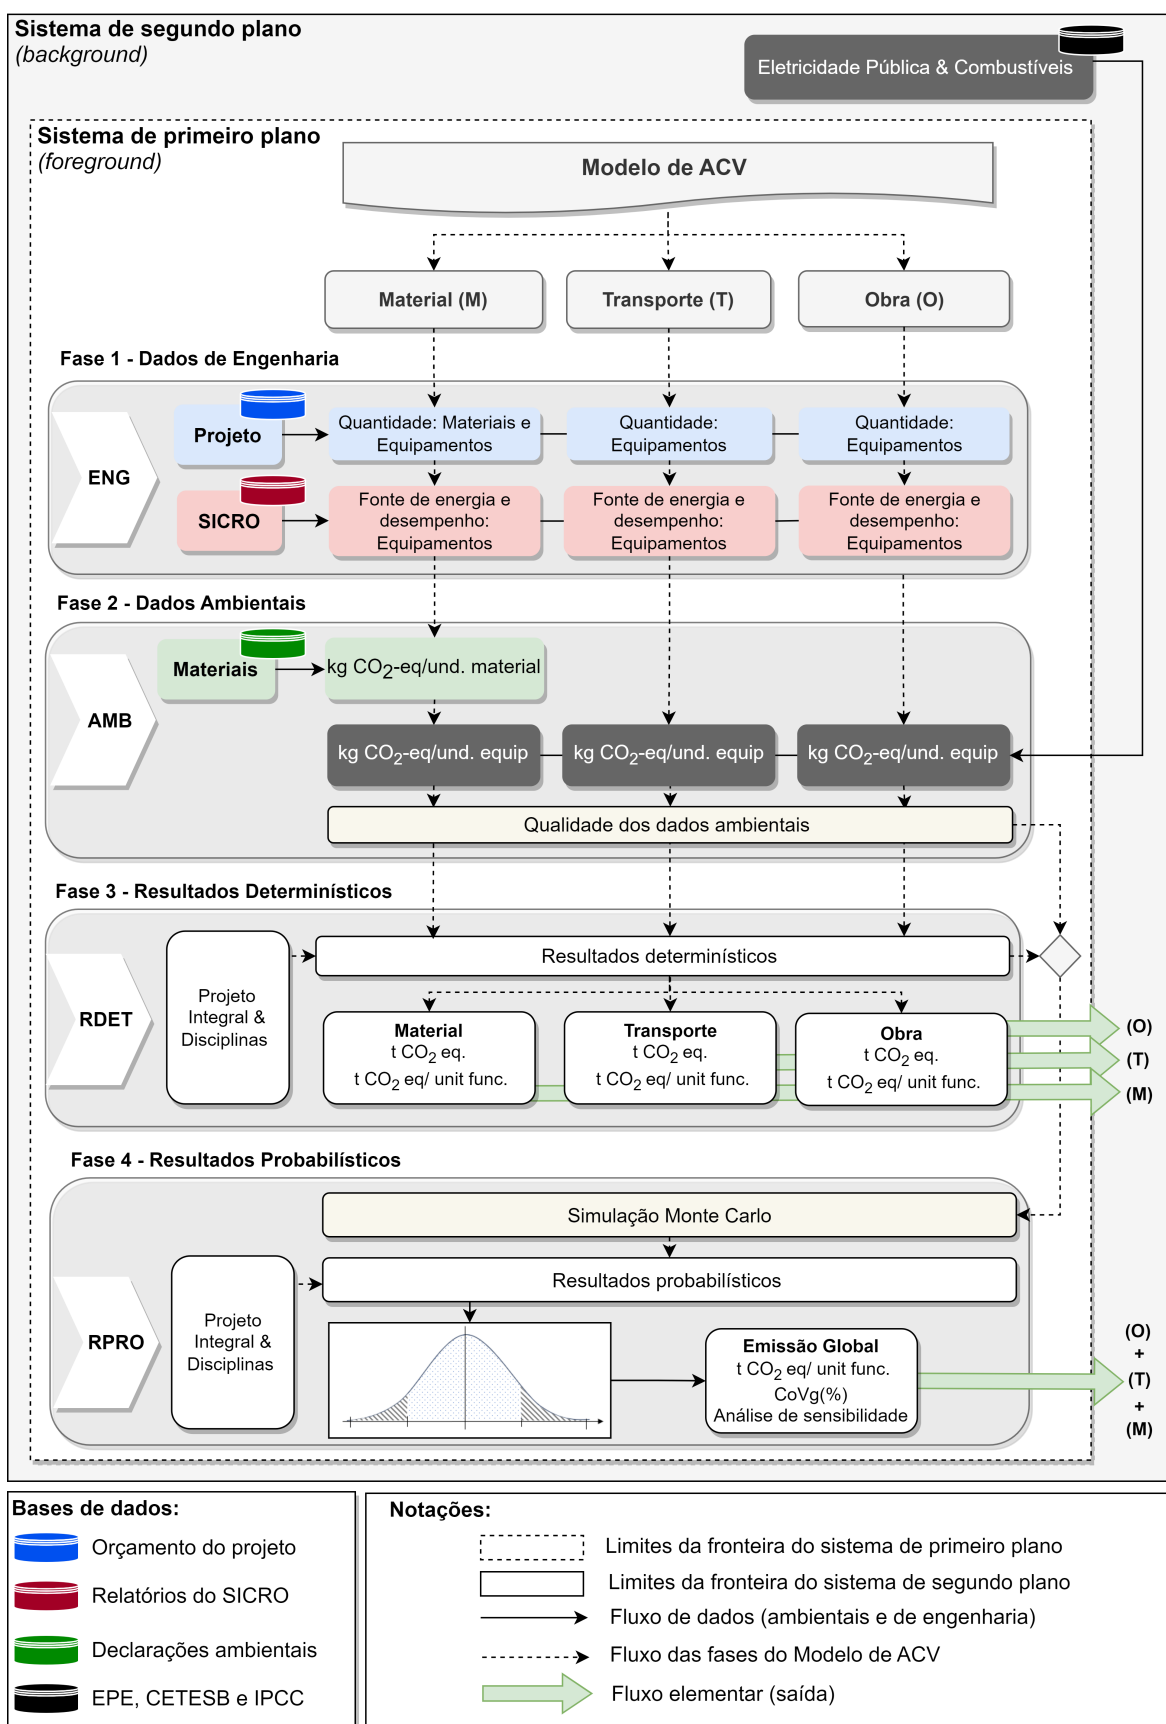 Sistema de segundo plano
(background)
Eletricidade Pública & Combustíveis
Sistema de primeiro plano
(foreground)
Modelo de ACV
Material (M)
Transporte (T)
Obra (O)
Fase 1 - Dados de Engenharia
ENG
Projeto
Quantidade: Materiais e
Equipamentos
Quantidade:
Equipamentos
Quantidade:
Equipamentos
SICRO
Fonte de energia e
desempenho:
Equipamentos
Fonte de energia e
desempenho:
Equipamentos
Fonte de energia e
desempenho:
Equipamentos
Fase 2 - Dados Ambientais
AMB
Materiais
kg CO2-eq/und. material
kg CO2-eq/und. equip
kg CO2-eq/und. equip
kg CO2-eq/und. equip
Qualidade dos dados ambientais
Fase 3 - Resultados Determinísticos
RDET
Projeto
Integral &
Disciplinas
Resultados determinísticos
Material
t CO2 eq.
t CO2 eq/ unit func.
Transporte
t CO2 eq.
t CO2 eq/ unit func.
Obra
t CO2 eq.
t CO2 eq/ unit func.
(O)
(T)
(M)
Fase 4 - Resultados Probabilísticos
RPRO
Projeto
Integral &
Disciplinas
Simulação Monte Carlo
Resultados probabilísticos
Emissão Global
t CO2 eq/ unit func.
CoVg(%)
Análise de sensibilidade
(O)
+
(T)
+
(M)
Bases de dados:
Orçamento do projeto
Relatórios do SICRO
Declarações ambientais
EPE, CETESB e IPCC
Notações:
Limites da fronteira do sistema de primeiro plano
Limites da fronteira do sistema de segundo plano
Fluxo de dados (ambientais e de engenharia)
Fluxo das fases do Modelo de ACV
Fluxo elementar (saída)